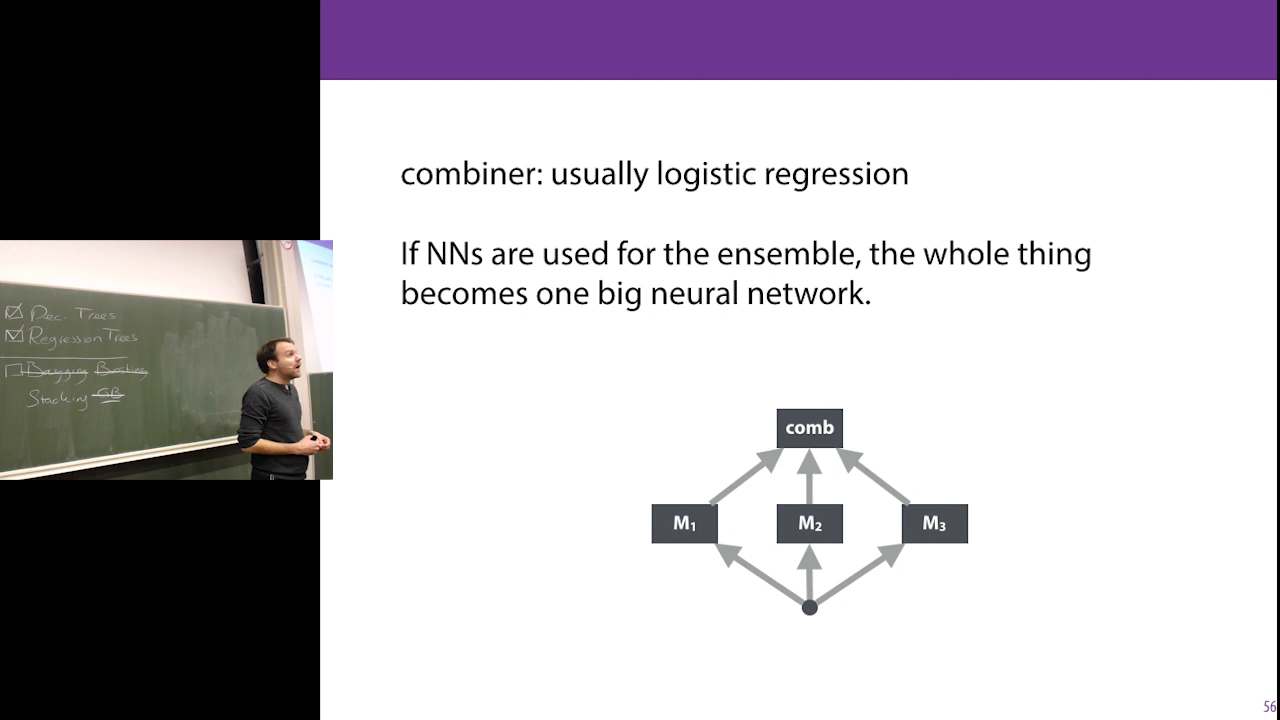 combiner: usually logistic regression
If NNs are used for the ensemble, the whole thing
becomes one big neural network.
comb
M₁ M₂ M₃
56
Dec. Trees
Regression Trees
Bagging Boosting
Stacking GB